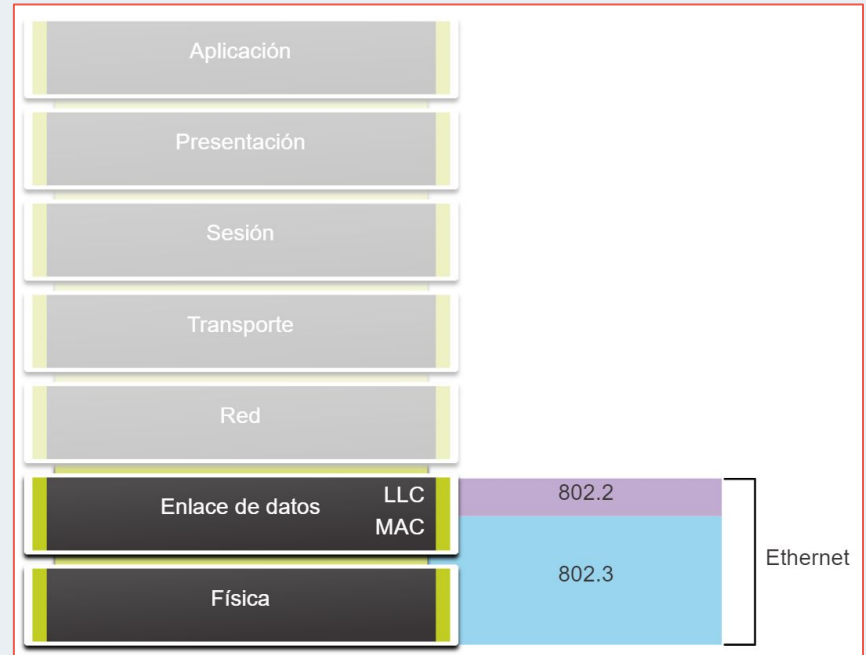 Aplicación
Presentación
Sesión
Transporte
Red
Enlace de datos
LLC
MAC
802.2
802.3
Física
Ethernet